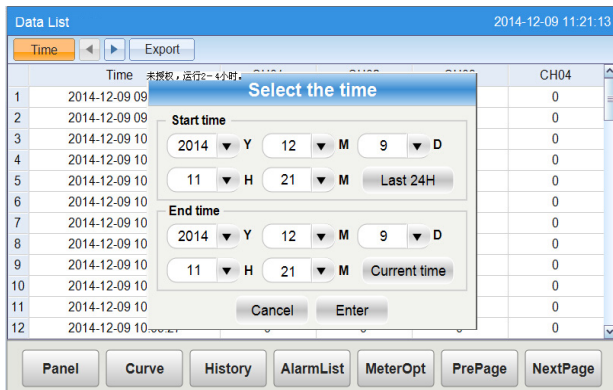 Data List 2014-12-09 11:21:13
Time Export
Time 未授权，运行2-4小时。 CH04
Select the time
1 2014-12-09 09 0
2 2014-12-09 09 0
Start time
3 2014-12-09 10 2014 Y 12 M 9 D 0
4 2014-12-09 10 0
5 2014-12-09 10 11 H 21 M Last 24H 0
6 2014-12-09 10 0
End time
7 2014-12-09 10 0
8 2014-12-09 10 2014 Y 12 M 9 D 0
9 2014-12-09 10 11 H 21 M Current time 0
10 2014-12-09 10 0
11 2014-12-09 10 Cancel Enter 0
12 2014-12-09 10 0
Panel Curve History AlarmList MeterOpt PrePage NextPage